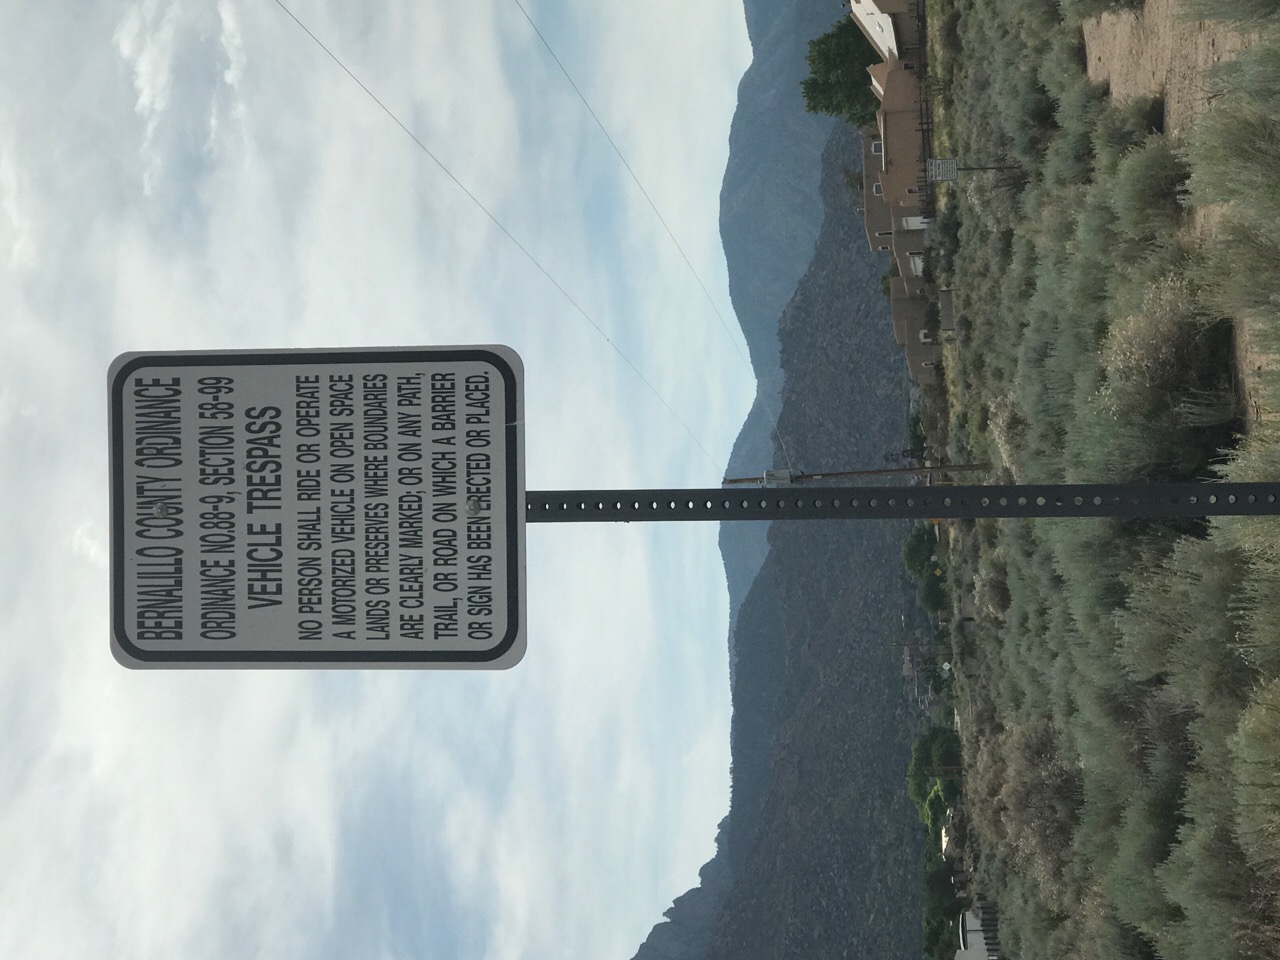 BERNALILLO COUNTY ORDINANCE
ORDINANCE NO.88-9, SECTION 58-99
VEHICLE TRESPASS
NO PERSON SHALL RIDE OR OPERATE
A MOTORIZED VEHICLE ON OPEN SPACE
LANDS OR PRESERVES WHERE BOUNDARIES
ARE CLEARLY MARKED; OR ON ANY PATH,
TRAIL, OR ROAD ON WHICH A BARRIER
OR SIGN HAS BEEN ERECTED OR PLACED.